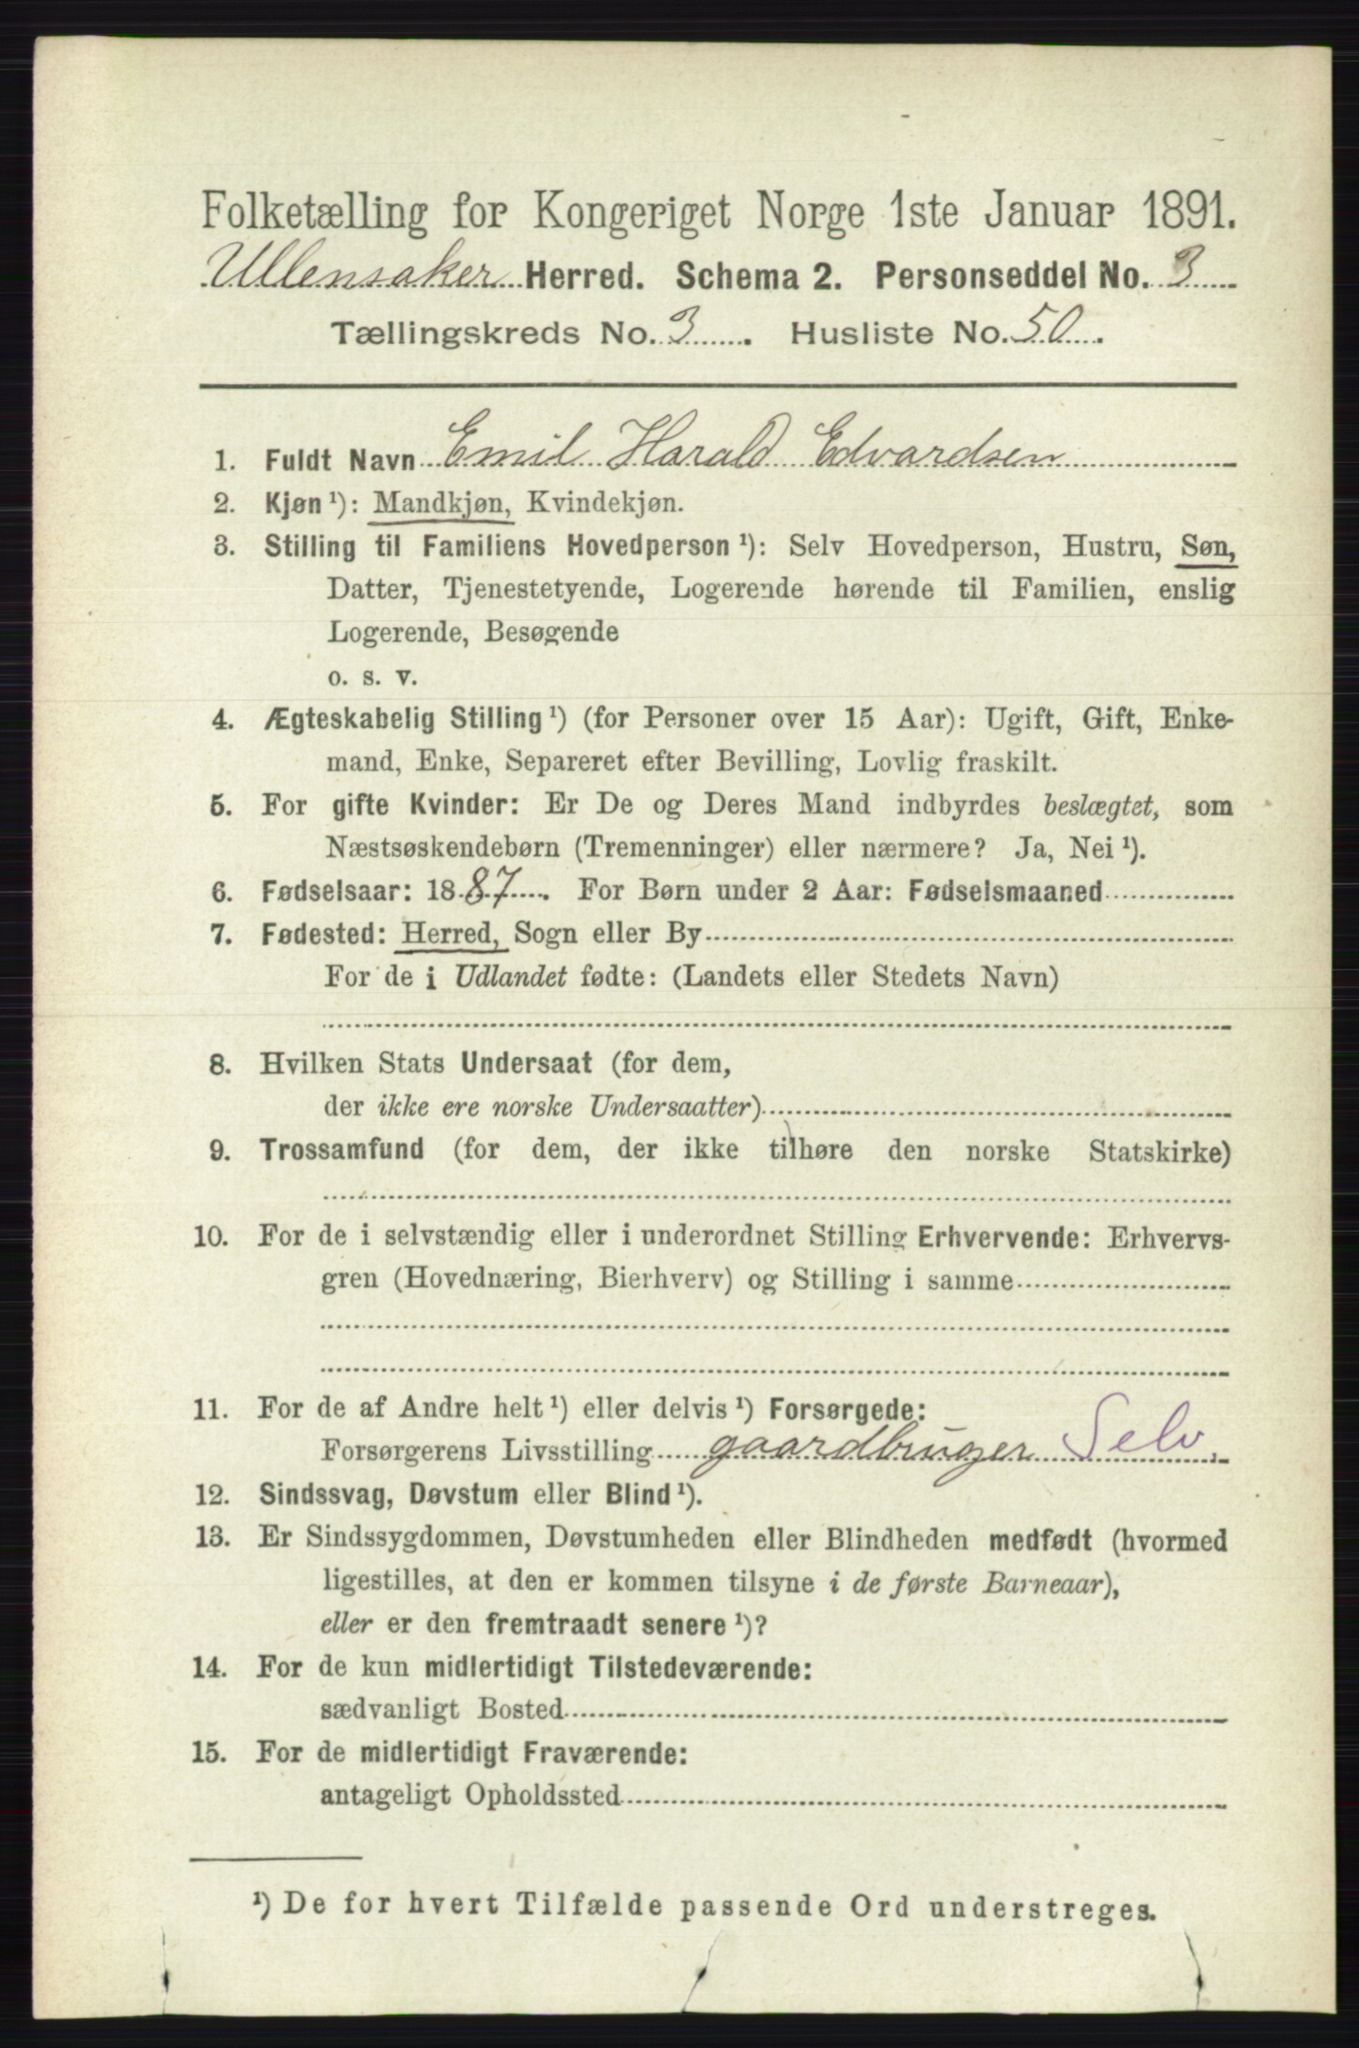 Folketælling for Kongeriget Norge 1ste Januar 1891.
Ullensaker Herred. Schema 2. Personseddel No. 3
Tællingskreds No. 3. Husliste No. 50.
1. Fuldt Navn Emil Harald Edvardsen
2. Kjøn ¹): Mandkjøn, Kvindekjøn.
3. Stilling til Familiens Hovedperson ¹): Selv Hovedperson, Hustru, Søn,
Datter, Tjenestetyende, Logerende hørende til Familien, enslig
Logerende, Besøgende
o. s. v.
4. Ægteskabelig Stilling ¹) (for Personer over 15 Aar): Ugift, Gift, Enke-
mand, Enke, Separeret efter Bevilling, Lovlig fraskilt.
5. For gifte Kvinder: Er De og Deres Mand indbyrdes beslægtet, som
Næstsøskendebørn (Tremenninger) eller nærmere? Ja, Nei ¹).
6. Fødselsaar: 1887. For Børn under 2 Aar: Fødselsmaaned
7. Fødested: Herred, Sogn eller By
For de i Udlandet fødte: (Landets eller Stedets Navn)
8. Hvilken Stats Undersaat (for dem,
der ikke ere norske Undersaatter)
9. Trossamfund (for dem, der ikke tilhøre den norske Statskirke)
10. For de i selvstændig eller i underordnet Stilling Erhvervende: Erhvervs-
gren (Hovednæring, Bierhverv) og Stilling i samme
11. For de af Andre helt ¹) eller delvis ¹) Forsørgede:
Forsørgerens Livsstilling gaardbruger Selv.
12. Sindssvag, Døvstum eller Blind ¹).
13. Er Sindssygdommen, Døvstumheden eller Blindheden medfødt (hvormed
ligestilles, at den er kommen tilsyne i de første Barneaar),
eller er den fremtraadt senere ¹)?
14. For de kun midlertidigt Tilstedeværende:
sædvanligt Bosted
15. For de midlertidigt Fraværende:
antageligt Opholdssted
¹) De for hvert Tilfælde passende Ord understreges.